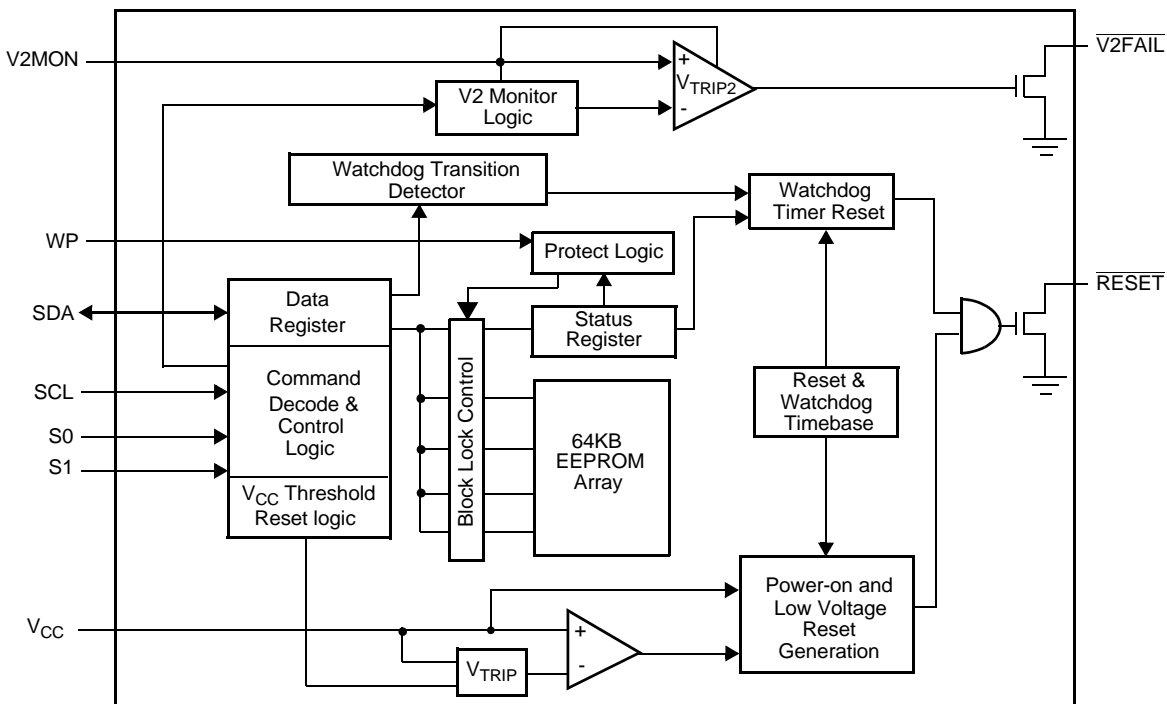 V2MON
V2 Monitor
Logic
+
VTRIP2
-
V2FAIL
Watchdog Transition
Detector
Watchdog
Timer Reset
WP
Protect Logic
RESET
SDA
Data
Register
Status
Register
SCL
S0
S1
Command
Decode &
Control
Logic
VCC Threshold
Reset logic
Block Lock Control
64KB
EEPROM
Array
Reset &
Watchdog
Timebase
Power-on and
Low Voltage
Reset
Generation
VCC
VTRIP
+
-